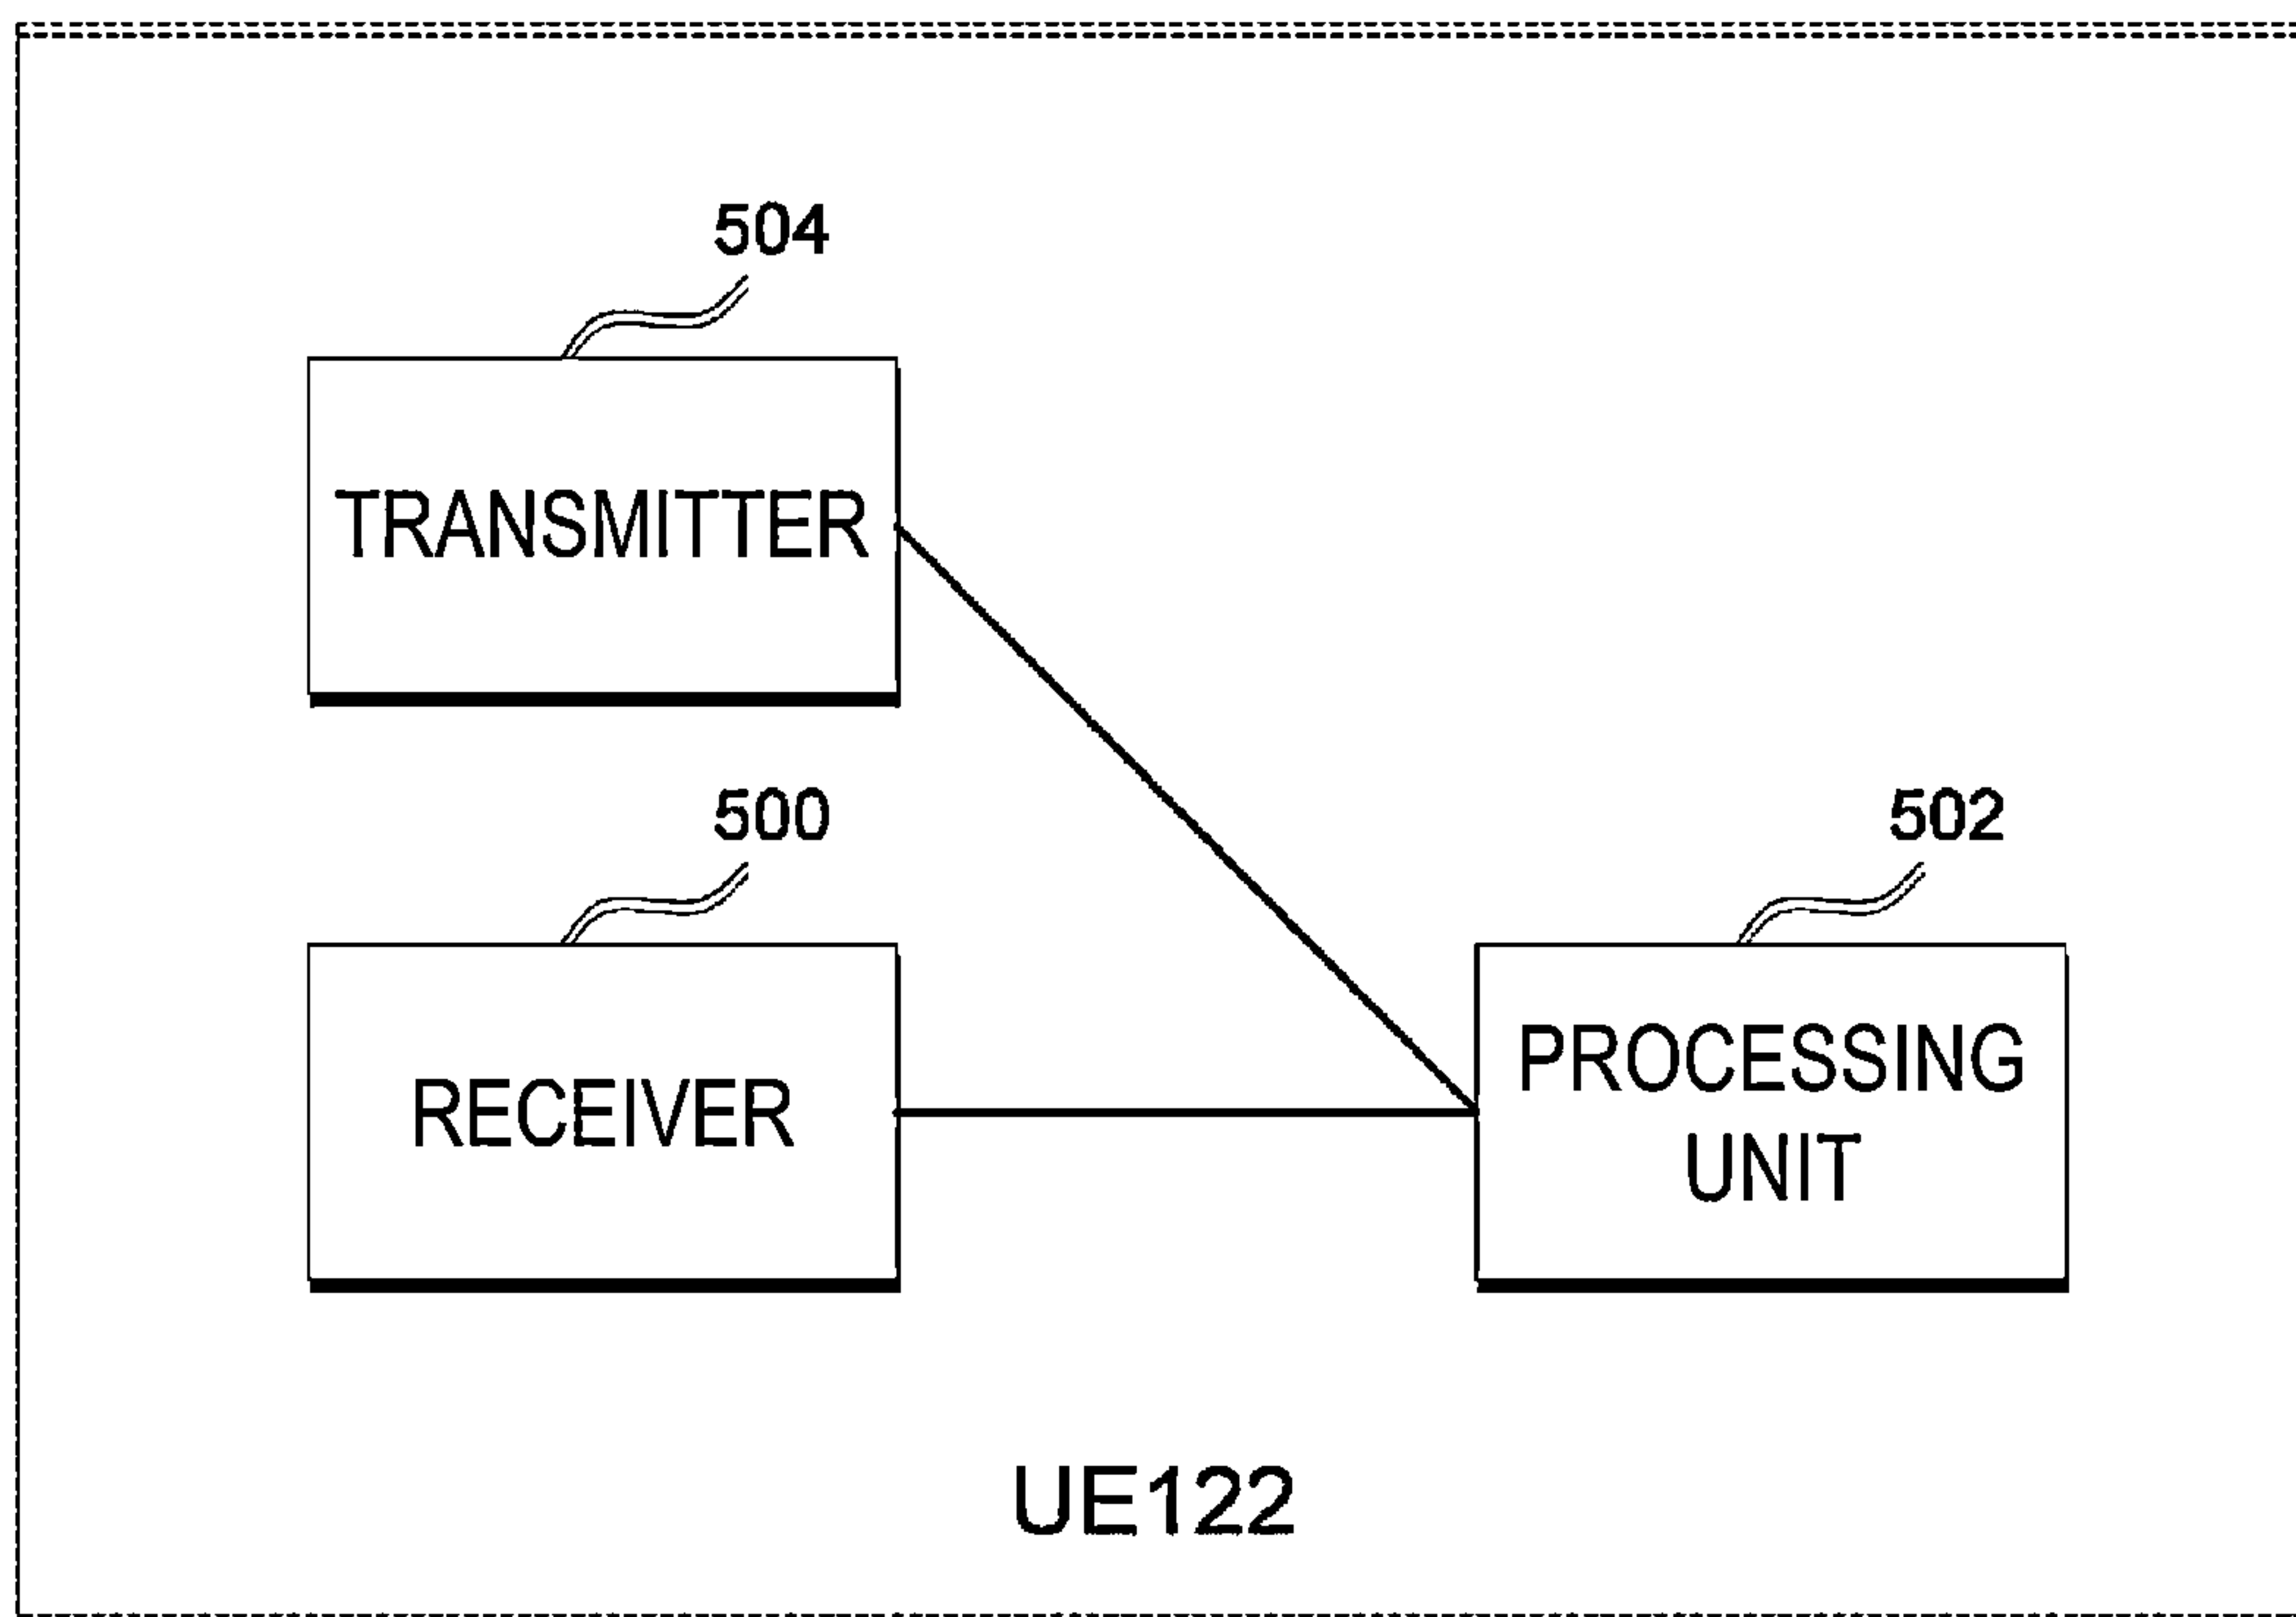 504
TRANSMITTER
500
RECEIVER
502
PROCESSING
UNIT
UE122